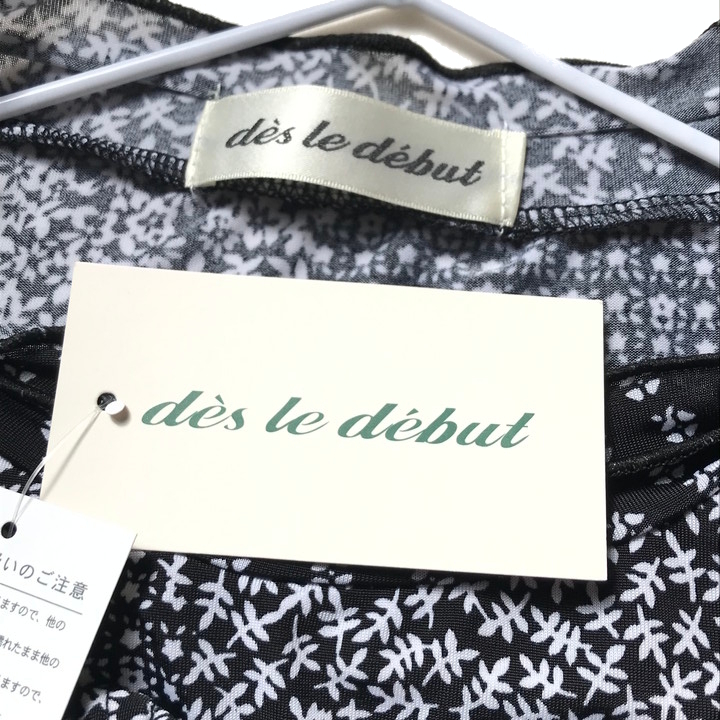 dès le début
dès le début
いのご注意
ますので、他の
れたまま他の
ますので、